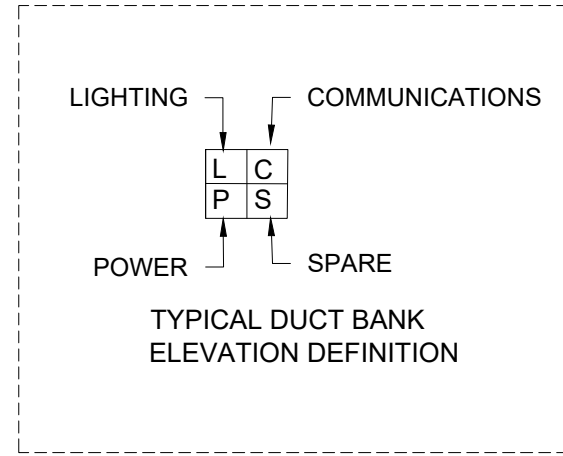 LIGHTING COMMUNICATIONS
L C
P S
POWER SPARE
TYPICAL DUCT BANK
ELEVATION DEFINITION